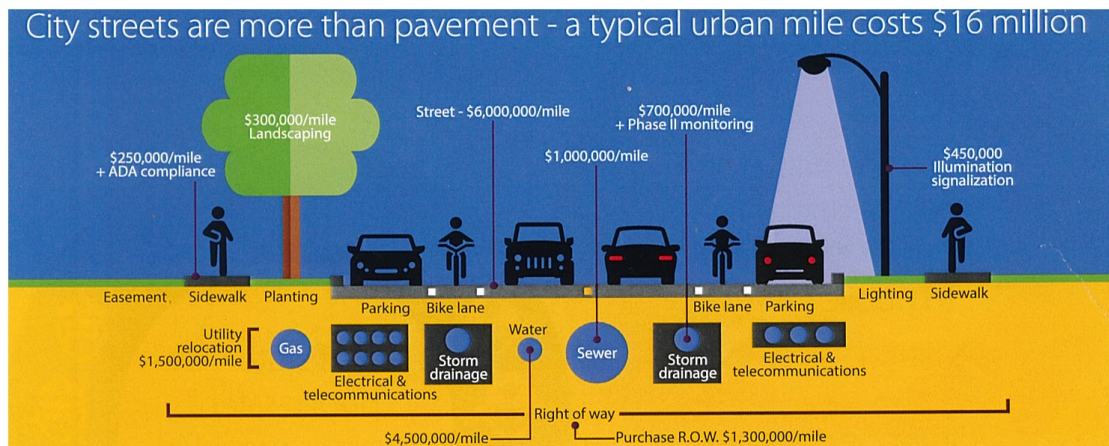 City streets are more than pavement - a typical urban mile costs $16 million
$300,000/mile
Landscaping
Street - $6,000,000/mile
$700,000/mile
+ Phase II monitoring
$250,000/mile
+ ADA compliance
$1,000,000/mile
$450,000
Illumination
signalization
Easement
Sidewalk
Planting
Parking
Bike lane
Bike lane
Parking
Lighting
Sidewalk
Utility
relocation
$1,500,000/mile
Gas
Electrical &
telecommunications
Storm
drainage
Water
Sewer
Storm
drainage
Electrical &
telecommunications
Right of way
$4,500,000/mile
Purchase R.O.W. $1,300,000/mile